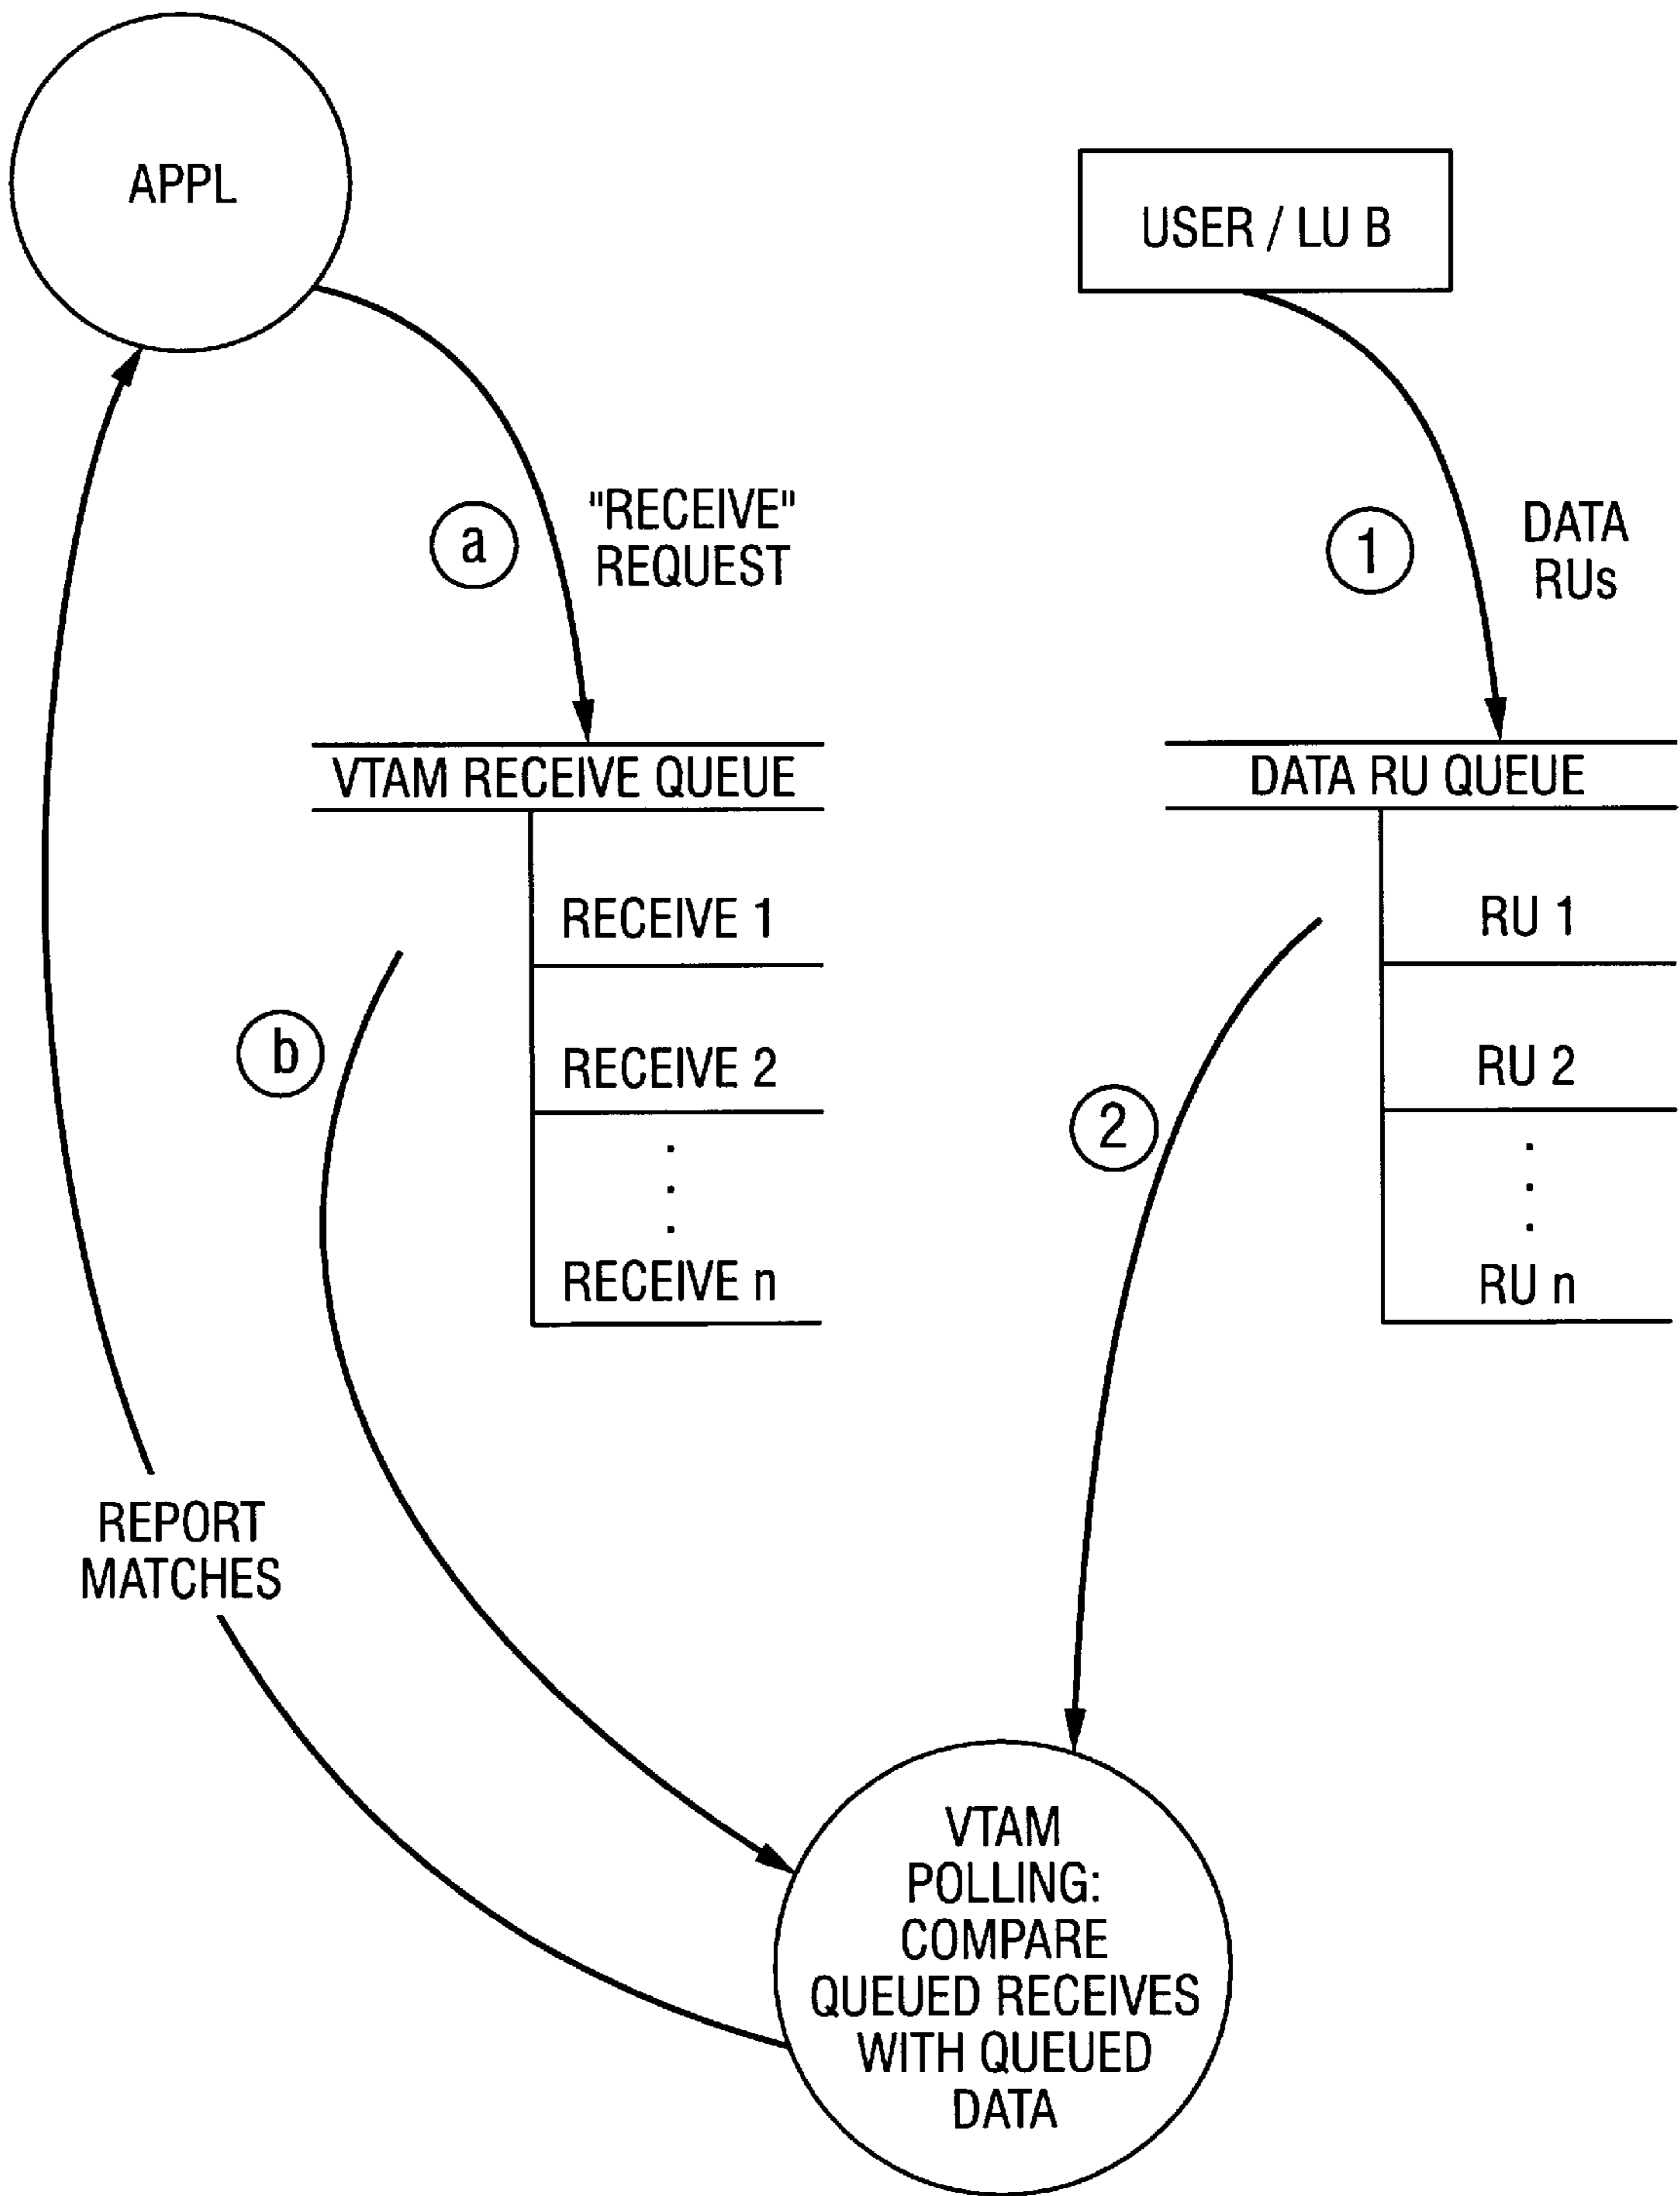 APPL
USER / LU B
a
"RECEIVE"
REQUEST
1
DATA
RUs
VTAM RECEIVE QUEUE
RECEIVE 1
RECEIVE 2
.
.
.
RECEIVE n
DATA RU QUEUE
RU 1
RU 2
.
.
.
RU n
b
2
REPORT
MATCHES
VTAM
POLLING:
COMPARE
QUEUED RECEIVES
WITH QUEUED
DATA